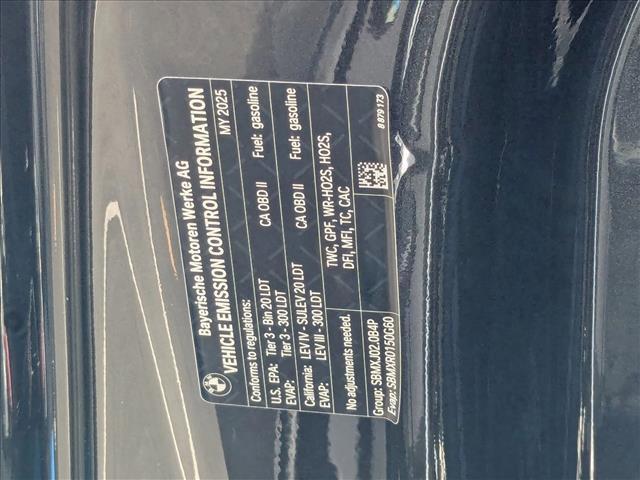 Bayerische Motoren Werke AG
VEHICLE EMISSION CONTROL INFORMATION
Conforms to regulations: MY 2025
U.S. EPA: Tier 3 - Bin 20 LDT CA OBD II Fuel: gasoline
EVAP: Tier 3 - 300 LDT
California: LEV IV - SULEV 20 LDT CA OBD II Fuel: gasoline
EVAP: LEV III - 300 LDT
No adjustments needed. TWC, GPF, WR-HO2S, HO2S,
DFI, MFI, TC, CAC
Group: SBMXJ02.0B4P
Evap: SBMXR0150G60 8 879 173